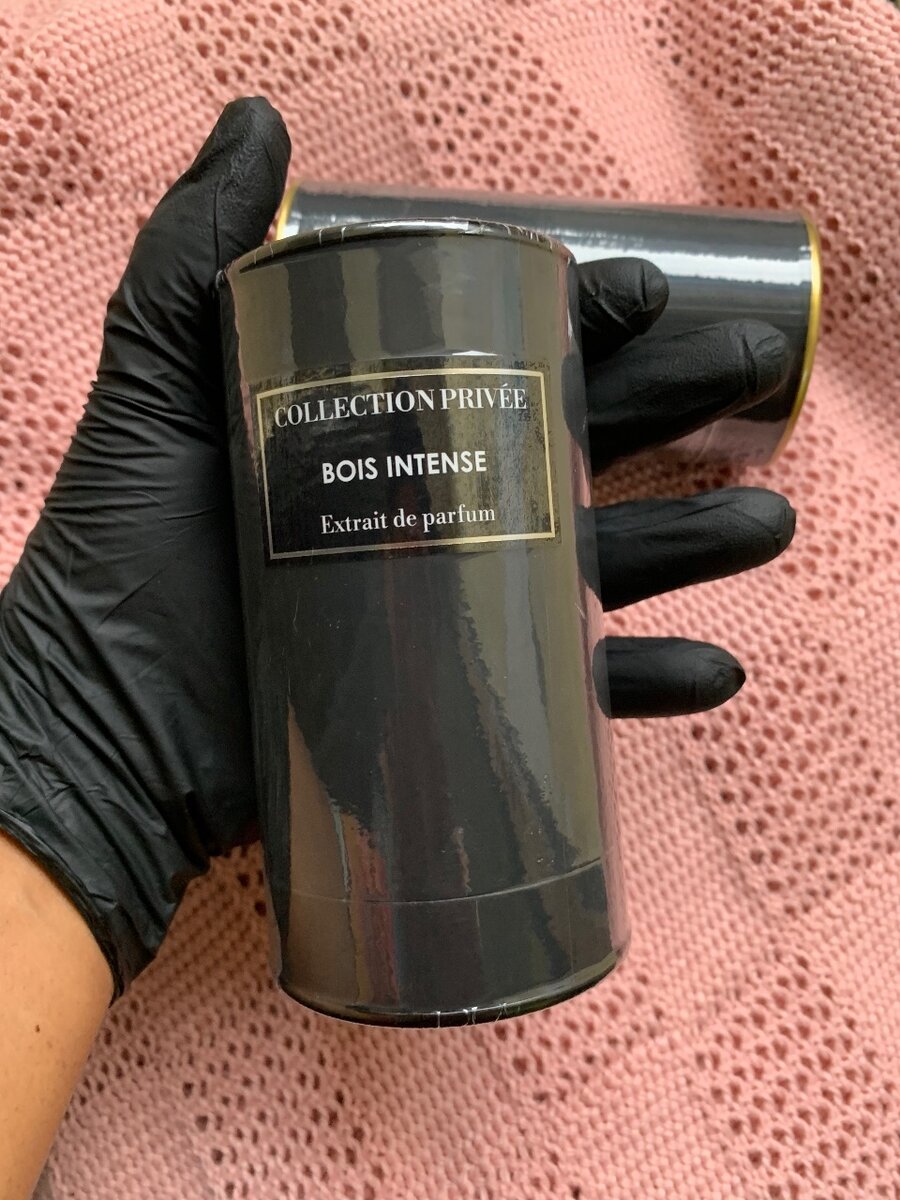 COLLECTION PRIVÉE
BOIS INTENSE
Extrait de parfum